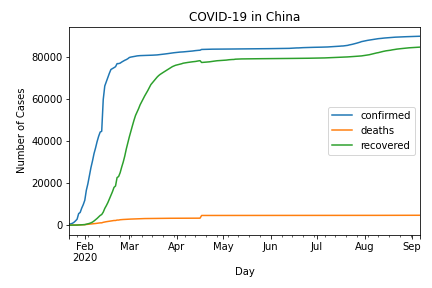 COVID-19 in China
Number of Cases
80000
60000
40000
20000
0
confirmed
deaths
recovered
Feb Mar Apr May Jun Jul Aug Sep
2020
Day